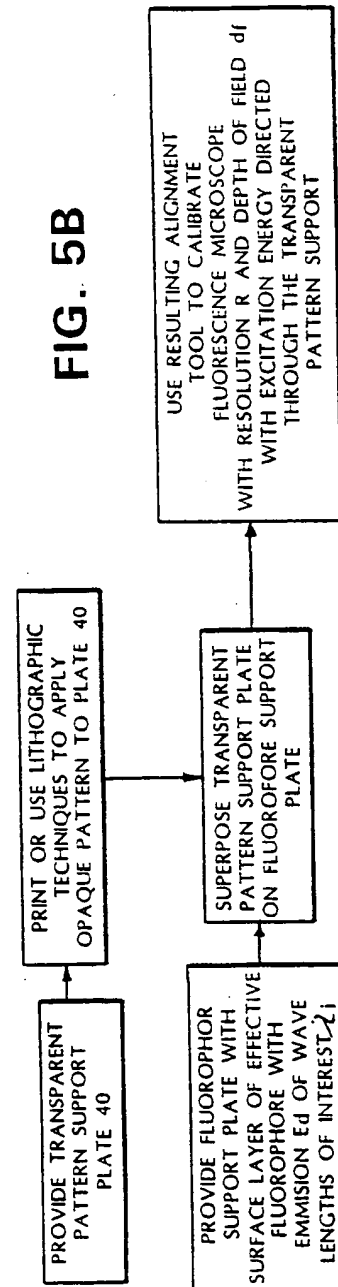 FIG. 5B
PROVIDE TRANSPARENT
PATTERN SUPPORT
PLATE 40
PRINT OR USE LITHOGRAPHIC
TECHNIQUES TO APPLY
OPAQUE PATTERN TO PLATE 40
PROVIDE FLUOROPHOR
SUPPORT PLATE WITH
SURFACE LAYER OF EFFECTIVE
FLUOROPHORE WITH
EMMISION Ed OF WAVE
LENGTHS OF INTEREST λi
SUPERPOSE TRANSPARENT
PATTERN SUPPORT PLATE
ON FLUOROFORE SUPPORT
PLATE
USE RESULTING ALIGNMENT
TOOL TO CALIBRATE
FLUORESCENCE MICROSCOPE
WITH RESOLUTION R AND DEPTH OF FIELD df
WITH EXCITATION ENERGY DIRECTED
THROUGH THE TRANSPARENT
PATTERN SUPPORT